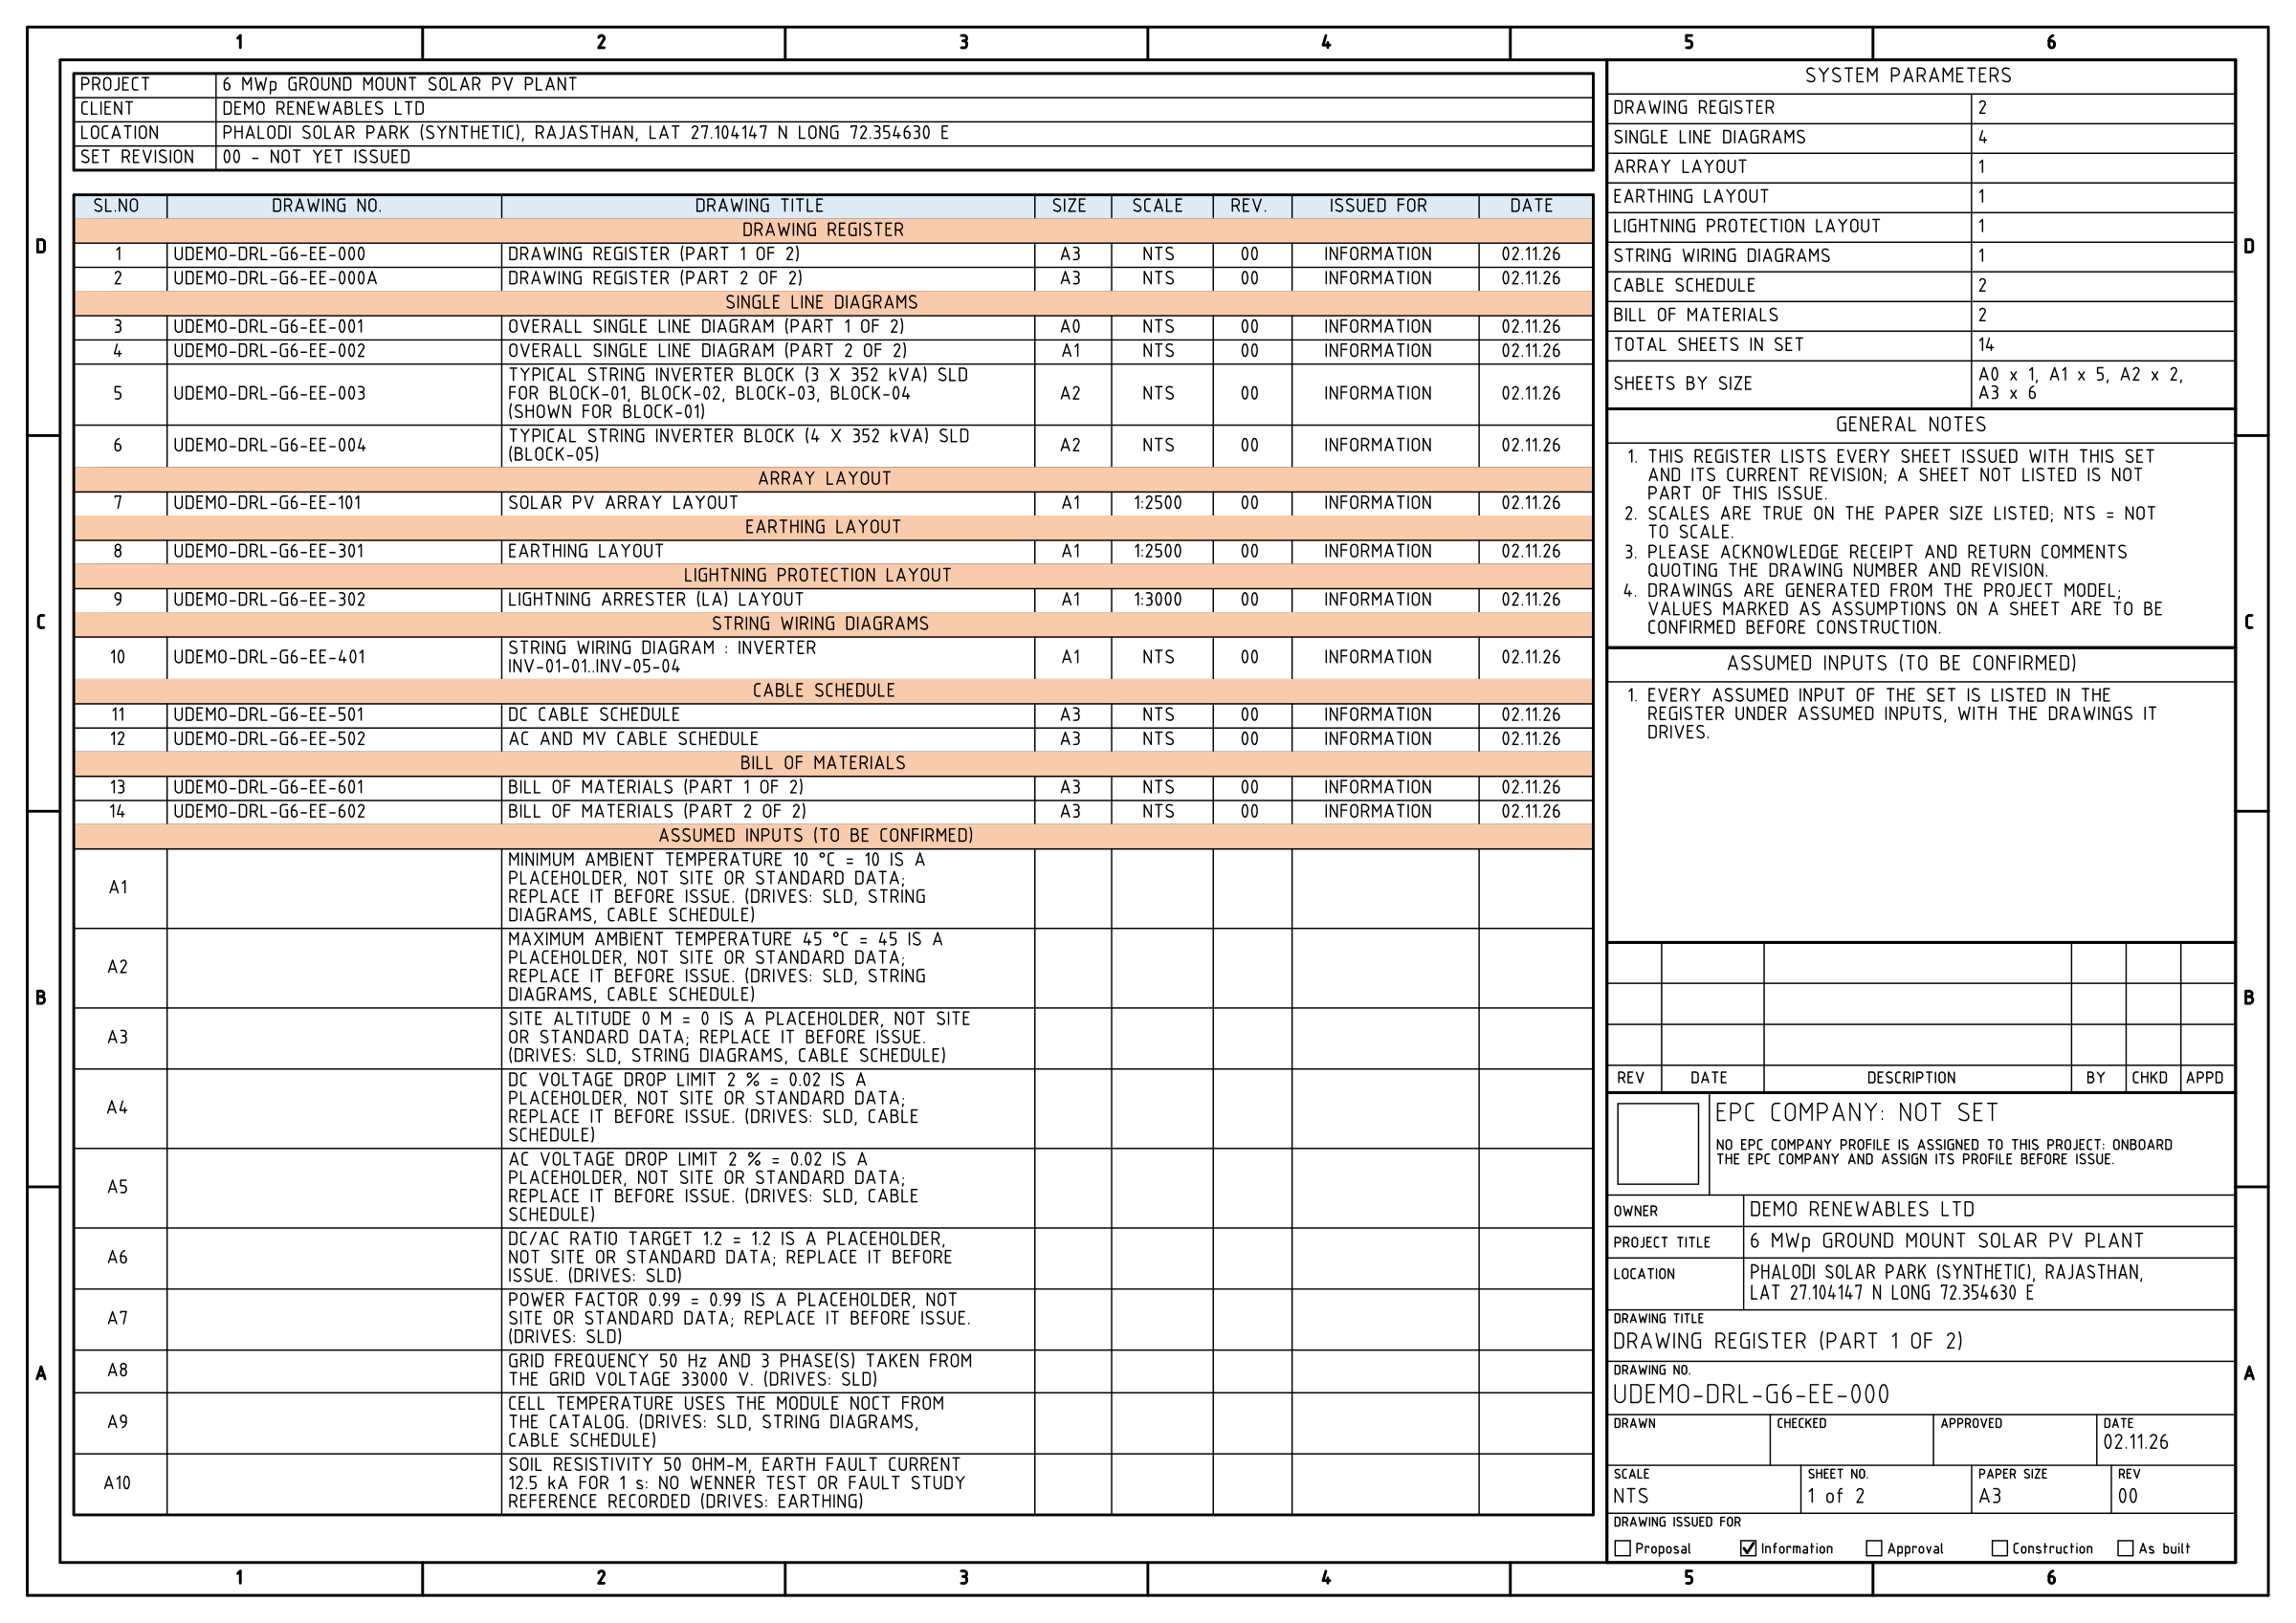 1 2 3 4 5 6
PROJECT 6 MWp GROUND MOUNT SOLAR PV PLANT
CLIENT DEMO RENEWABLES LTD
LOCATION PHALODI SOLAR PARK (SYNTHETIC), RAJASTHAN, LAT 27.104147 N LONG 72.354630 E
SET REVISION 00 - NOT YET ISSUED
SL.NO DRAWING NO. DRAWING TITLE SIZE SCALE REV. ISSUED FOR DATE
DRAWING REGISTER
1 UDEMO-DRL-G6-EE-000 DRAWING REGISTER (PART 1 OF 2) A3 NTS 00 INFORMATION 02.11.26
2 UDEMO-DRL-G6-EE-000A DRAWING REGISTER (PART 2 OF 2) A3 NTS 00 INFORMATION 02.11.26
SINGLE LINE DIAGRAMS
3 UDEMO-DRL-G6-EE-001 OVERALL SINGLE LINE DIAGRAM (PART 1 OF 2) A0 NTS 00 INFORMATION 02.11.26
4 UDEMO-DRL-G6-EE-002 OVERALL SINGLE LINE DIAGRAM (PART 2 OF 2) A1 NTS 00 INFORMATION 02.11.26
TYPICAL STRING INVERTER BLOCK (3 X 352 kVA) SLD
5 UDEMO-DRL-G6-EE-003 FOR BLOCK-01, BLOCK-02, BLOCK-03, BLOCK-04 A2 NTS 00 INFORMATION 02.11.26
(SHOWN FOR BLOCK-01)
TYPICAL STRING INVERTER BLOCK (4 X 352 kVA) SLD
6 UDEMO-DRL-G6-EE-004 A2 NTS 00 INFORMATION 02.11.26
(BLOCK-05)
ARRAY LAYOUT
7 UDEMO-DRL-G6-EE-101 SOLAR PV ARRAY LAYOUT A1 1:2500 00 INFORMATION 02.11.26
EARTHING LAYOUT
8 UDEMO-DRL-G6-EE-301 EARTHING LAYOUT A1 1:2500 00 INFORMATION 02.11.26
LIGHTNING PROTECTION LAYOUT
9 UDEMO-DRL-G6-EE-302 LIGHTNING ARRESTER (LA) LAYOUT A1 1:3000 00 INFORMATION 02.11.26
STRING WIRING DIAGRAMS
STRING WIRING DIAGRAM : INVERTER
10 UDEMO-DRL-G6-EE-401 A1 NTS 00 INFORMATION 02.11.26
INV-01-01..INV-05-04
CABLE SCHEDULE
11 UDEMO-DRL-G6-EE-501 DC CABLE SCHEDULE A3 NTS 00 INFORMATION 02.11.26
12 UDEMO-DRL-G6-EE-502 AC AND MV CABLE SCHEDULE A3 NTS 00 INFORMATION 02.11.26
BILL OF MATERIALS
13 UDEMO-DRL-G6-EE-601 BILL OF MATERIALS (PART 1 OF 2) A3 NTS 00 INFORMATION 02.11.26
14 UDEMO-DRL-G6-EE-602 BILL OF MATERIALS (PART 2 OF 2) A3 NTS 00 INFORMATION 02.11.26
ASSUMED INPUTS (TO BE CONFIRMED)
A1 MINIMUM AMBIENT TEMPERATURE 10 °C = 10 IS A
PLACEHOLDER, NOT SITE OR STANDARD DATA;
REPLACE IT BEFORE ISSUE. (DRIVES: SLD, STRING
DIAGRAMS, CABLE SCHEDULE)
A2 MAXIMUM AMBIENT TEMPERATURE 45 °C = 45 IS A
PLACEHOLDER, NOT SITE OR STANDARD DATA;
REPLACE IT BEFORE ISSUE. (DRIVES: SLD, STRING
DIAGRAMS, CABLE SCHEDULE)
A3 SITE ALTITUDE 0 M = 0 IS A PLACEHOLDER, NOT SITE
OR STANDARD DATA; REPLACE IT BEFORE ISSUE.
(DRIVES: SLD, STRING DIAGRAMS, CABLE SCHEDULE)
A4 DC VOLTAGE DROP LIMIT 2 % = 0.02 IS A
PLACEHOLDER, NOT SITE OR STANDARD DATA;
REPLACE IT BEFORE ISSUE. (DRIVES: SLD, CABLE
SCHEDULE)
A5 AC VOLTAGE DROP LIMIT 2 % = 0.02 IS A
PLACEHOLDER, NOT SITE OR STANDARD DATA;
REPLACE IT BEFORE ISSUE. (DRIVES: SLD, CABLE
SCHEDULE)
A6 DC/AC RATIO TARGET 1.2 = 1.2 IS A PLACEHOLDER,
NOT SITE OR STANDARD DATA; REPLACE IT BEFORE
ISSUE. (DRIVES: SLD)
A7 POWER FACTOR 0.99 = 0.99 IS A PLACEHOLDER, NOT
SITE OR STANDARD DATA; REPLACE IT BEFORE ISSUE.
(DRIVES: SLD)
A8 GRID FREQUENCY 50 Hz AND 3 PHASE(S) TAKEN FROM
THE GRID VOLTAGE 33000 V. (DRIVES: SLD)
A9 CELL TEMPERATURE USES THE MODULE NOCT FROM
THE CATALOG. (DRIVES: SLD, STRING DIAGRAMS,
CABLE SCHEDULE)
A10 SOIL RESISTIVITY 50 OHM-M, EARTH FAULT CURRENT
12.5 kA FOR 1 s: NO WENNER TEST OR FAULT STUDY
REFERENCE RECORDED (DRIVES: EARTHING)
SYSTEM PARAMETERS
DRAWING REGISTER 2
SINGLE LINE DIAGRAMS 4
ARRAY LAYOUT 1
EARTHING LAYOUT 1
LIGHTNING PROTECTION LAYOUT 1
STRING WIRING DIAGRAMS 1
CABLE SCHEDULE 2
BILL OF MATERIALS 2
TOTAL SHEETS IN SET 14
SHEETS BY SIZE A0 x 1, A1 x 5, A2 x 2,
A3 x 6
GENERAL NOTES
1. THIS REGISTER LISTS EVERY SHEET ISSUED WITH THIS SET
AND ITS CURRENT REVISION; A SHEET NOT LISTED IS NOT
PART OF THIS ISSUE.
2. SCALES ARE TRUE ON THE PAPER SIZE LISTED; NTS = NOT
TO SCALE.
3. PLEASE ACKNOWLEDGE RECEIPT AND RETURN COMMENTS
QUOTING THE DRAWING NUMBER AND REVISION.
4. DRAWINGS ARE GENERATED FROM THE PROJECT MODEL;
VALUES MARKED AS ASSUMPTIONS ON A SHEET ARE TO BE
CONFIRMED BEFORE CONSTRUCTION.
ASSUMED INPUTS (TO BE CONFIRMED)
1. EVERY ASSUMED INPUT OF THE SET IS LISTED IN THE
REGISTER UNDER ASSUMED INPUTS, WITH THE DRAWINGS IT
DRIVES.
REV DATE DESCRIPTION BY CHKD APPD
EPC COMPANY: NOT SET
NO EPC COMPANY PROFILE IS ASSIGNED TO THIS PROJECT: ONBOARD
THE EPC COMPANY AND ASSIGN ITS PROFILE BEFORE ISSUE.
OWNER DEMO RENEWABLES LTD
PROJECT TITLE 6 MWp GROUND MOUNT SOLAR PV PLANT
LOCATION PHALODI SOLAR PARK (SYNTHETIC), RAJASTHAN,
LAT 27.104147 N LONG 72.354630 E
DRAWING TITLE
DRAWING REGISTER (PART 1 OF 2)
DRAWING NO.
UDEMO-DRL-G6-EE-000
DRAWN CHECKED APPROVED DATE
02.11.26
SCALE SHEET NO. PAPER SIZE REV
NTS 1 of 2 A3 00
DRAWING ISSUED FOR
Proposal Information Approval Construction As built
D D
C C
B B
A A
1 2 3 4 5 6